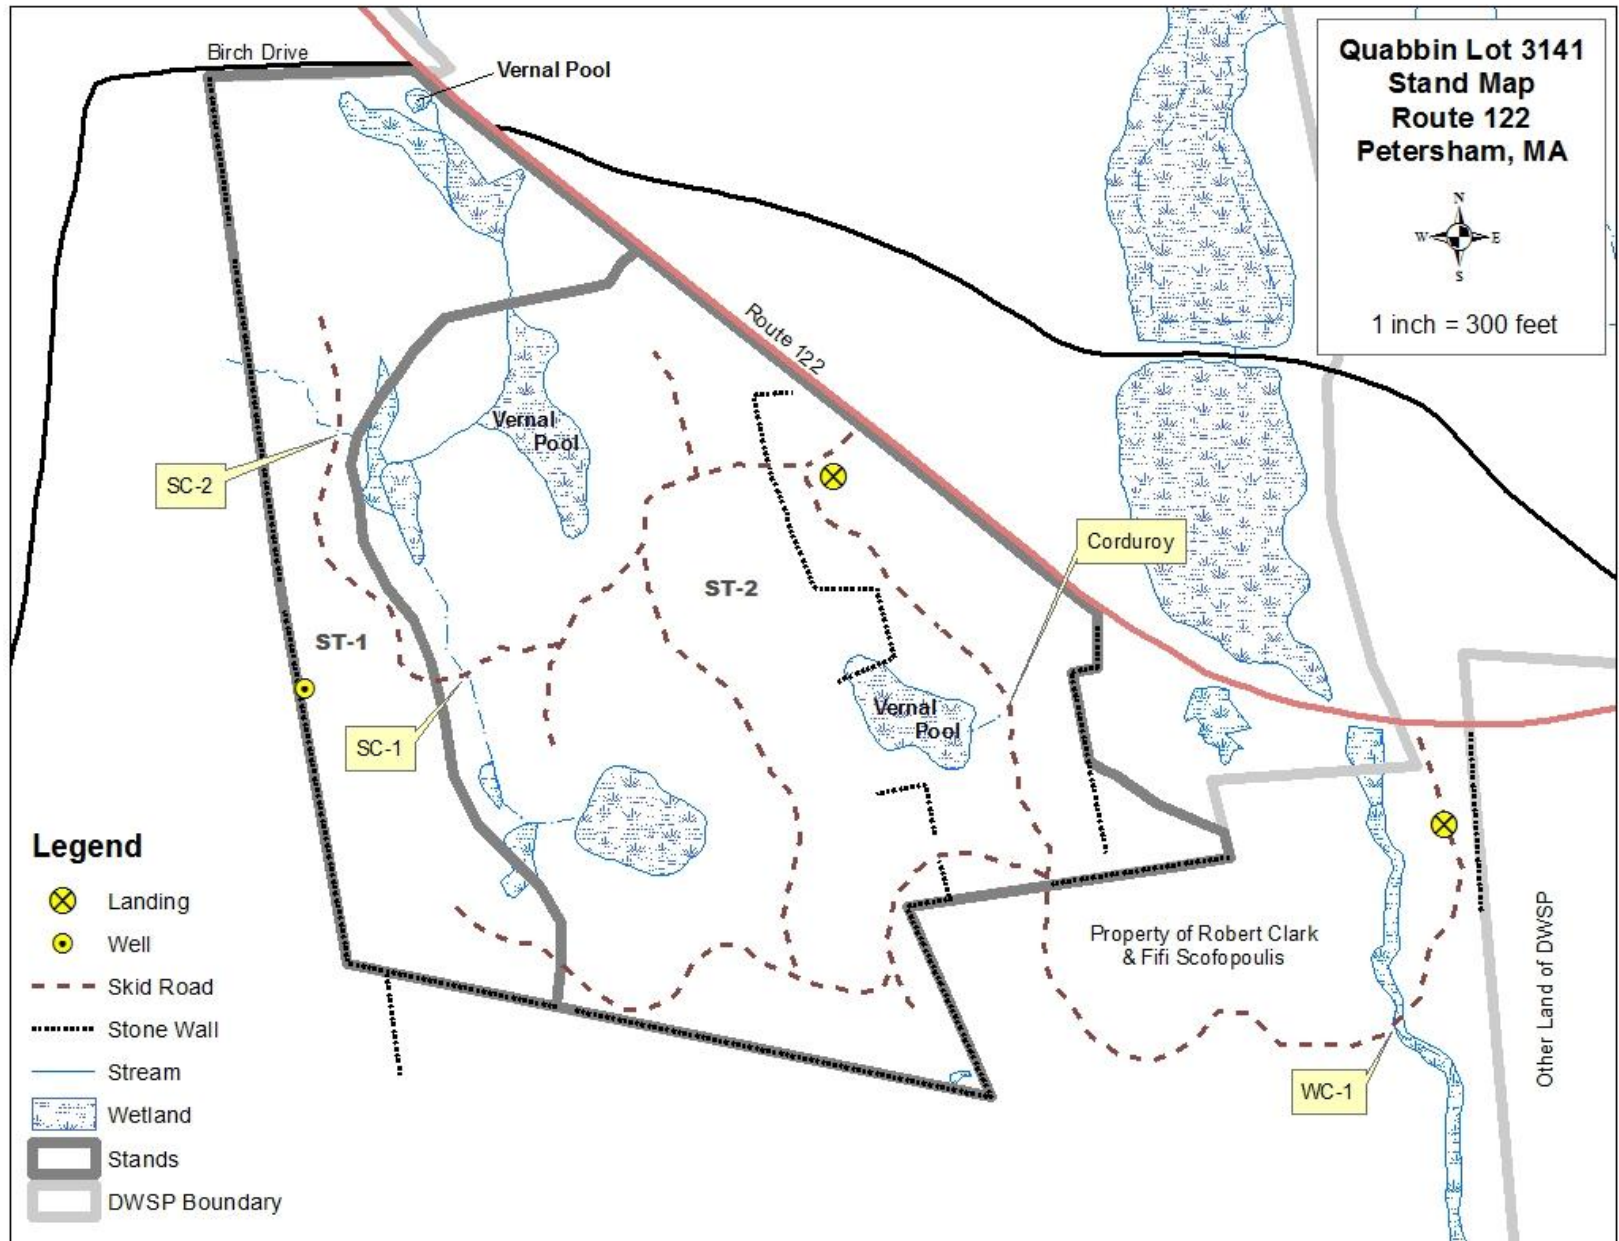 Quabbin Lot 3141
Stand Map
Route 122
Petersham, MA
N
W E
S
1 inch = 300 feet
Birch Drive
Vernal Pool
Route 122
Vernal
Pool
SC-2
Corduroy
ST-2
ST-1
Vernal
Pool
SC-1
Property of Robert Clark
& Fifi Scofopoulis
Other Land of DWSP
WC-1
Legend
Landing
Well
Skid Road
Stone Wall
Stream
Wetland
Stands
DWSP Boundary